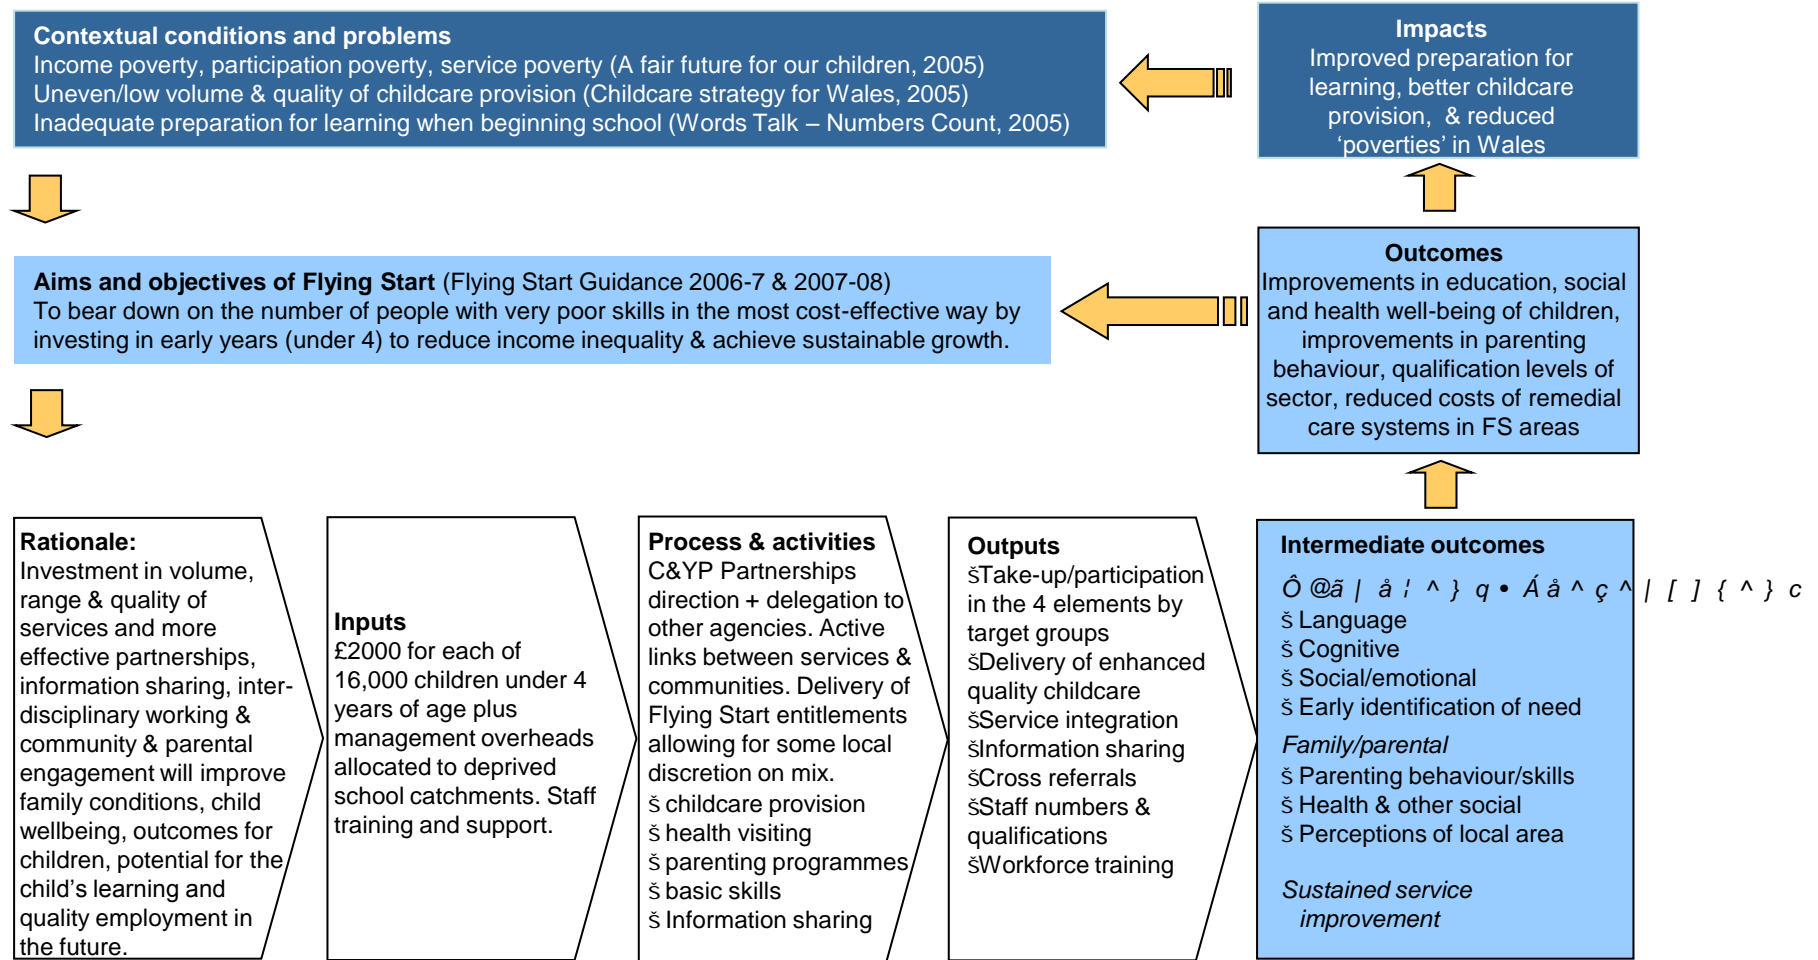 Contextual conditions and problems
Income poverty, participation poverty, service poverty (A fair future for our children, 2005)
Uneven/low volume & quality of childcare provision (Childcare strategy for Wales, 2005)
Inadequate preparation for learning when beginning school (Words Talk – Numbers Count, 2005)
Impacts
Improved preparation for
learning, better childcare
provision,  & reduced
‘poverties’ in Wales
Aims and objectives of Flying Start (Flying Start Guidance 2006-7 & 2007-08)
To bear down on the number of people with very poor skills in the most cost-effective way by
investing in early years (under 4) to reduce income inequality & achieve sustainable growth.
Outcomes
Improvements in education, social
and health well-being of children,
improvements in parenting
behaviour, qualification levels of
sector, reduced costs of remedial
care systems in FS areas
Rationale:
Investment in volume,
range & quality of
services and more
effective partnerships,
information sharing, inter-
disciplinary working &
community & parental
engagement will improve
family conditions, child
wellbeing, outcomes for
children, potential for the
child’s learning and
quality employment in
the future.
Inputs
£2000 for each of
16,000 children under 4
years of age plus
management overheads
allocated to deprived
school catchments. Staff
training and support.
Process & activities
C&YP Partnerships
direction + delegation to
other agencies. Active
links between services &
communities. Delivery of
Flying Start entitlements
allowing for some local
discretion on mix.
š childcare provision
š health visiting
š parenting programmes
š basic skills
š Information sharing
Outputs
šTake-up/participation
in the 4 elements by
target groups
šDelivery of enhanced
quality childcare
šService integration
šInformation sharing
šCross referrals
šStaff numbers &
qualifications
šWorkforce training
Intermediate outcomes
Ô @ã | å ¦ ^ } q • Á å ^ ç ^ | [ ] { ^ } c
š Language
š Cognitive
š Social/emotional
š Early identification of need
Family/parental
š Parenting behaviour/skills
š Health & other social
š Perceptions of local area
Sustained service
improvement